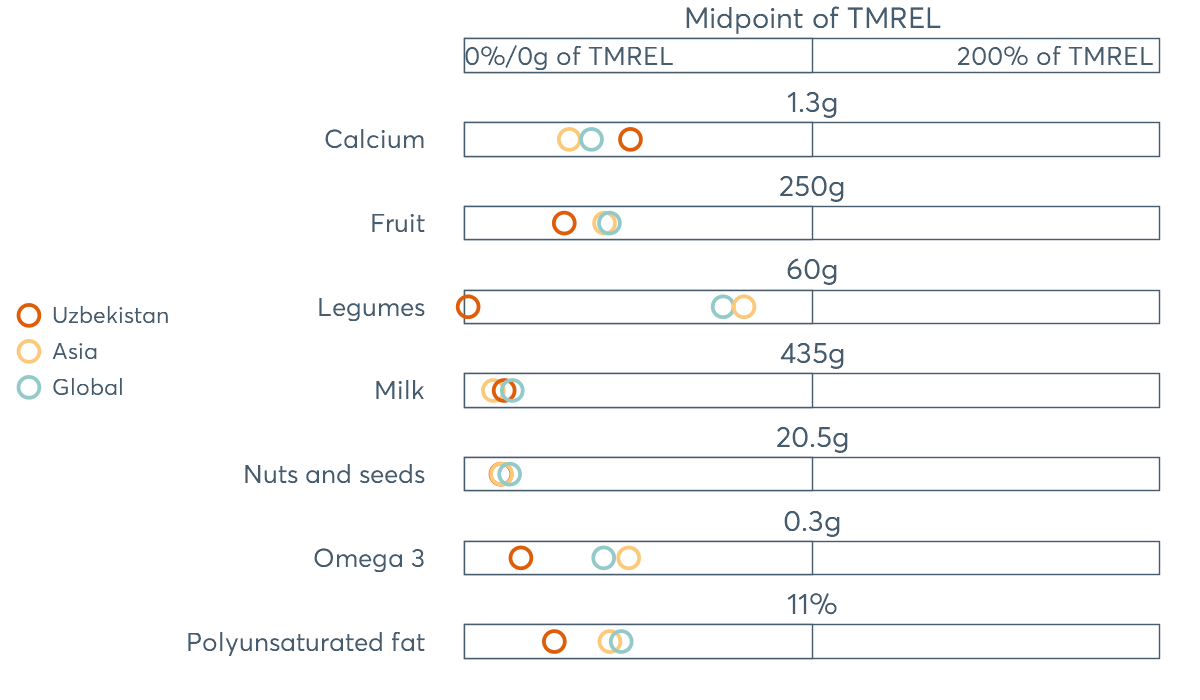 Midpoint of TMREL
0%/0g of TMREL
200% of TMREL
1.3g
Calcium
250g
Fruit
60g
Legumes
435g
Milk
20.5g
Nuts and seeds
0.3g
Omega 3
11%
Polyunsaturated fat
Uzbekistan
Asia
Global